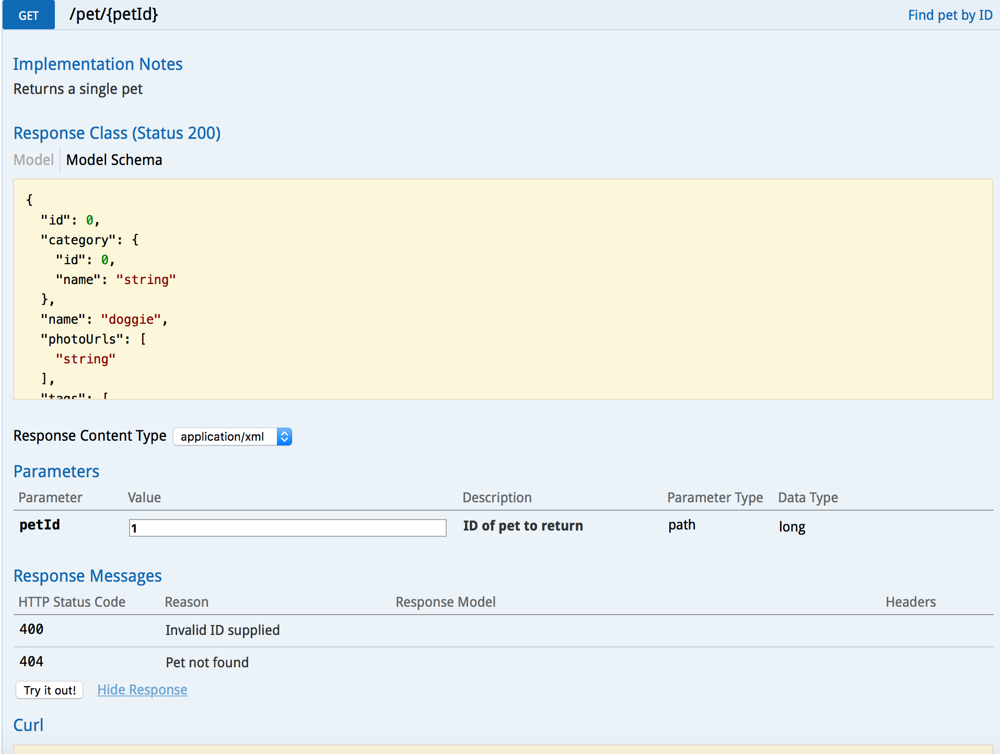 GET /pet/{petId} Find pet by ID
Implementation Notes
Returns a single pet
Response Class (Status 200)
Model Model Schema
{
"id": 0,
"category": {
"id": 0,
"name": "string"
},
"name": "doggie",
"photoUrls": [
"string"
],
"tags": [
Response Content Type application/xml
Parameters
Parameter Value Description Parameter Type Data Type
petId 1 ID of pet to return path long
Response Messages
HTTP Status Code Reason Response Model Headers
400 Invalid ID supplied
404 Pet not found
Try it out! Hide Response
Curl